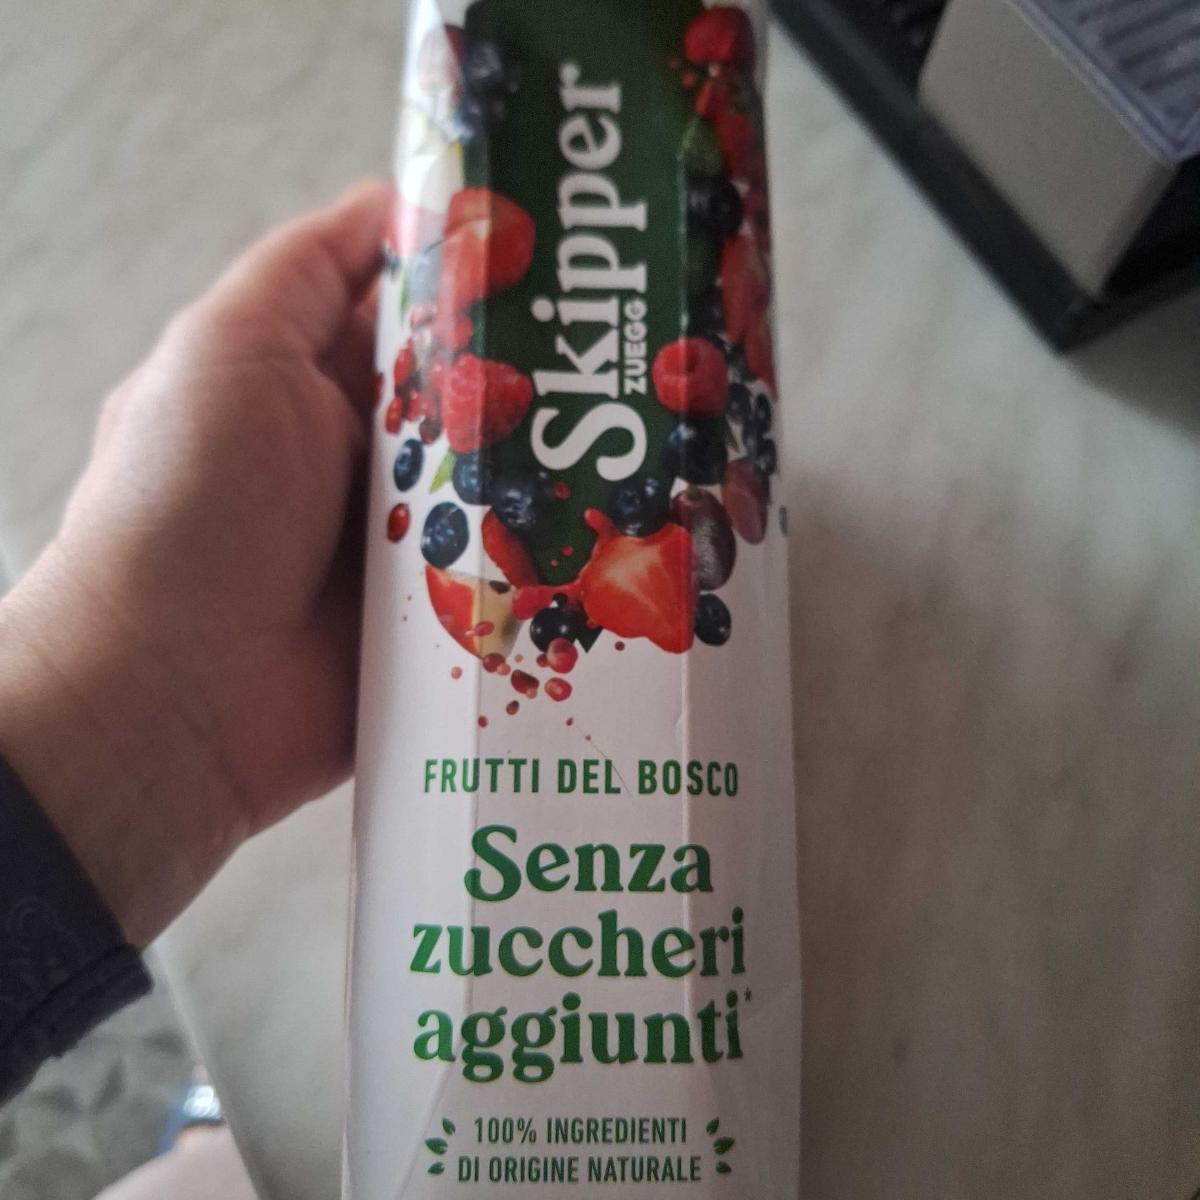 Skipper
ZUEGG
FRUTTI DEL BOSCO
Senza
zuccheri
aggiunti*
100% INGREDIENTI
DI ORIGINE NATURALE